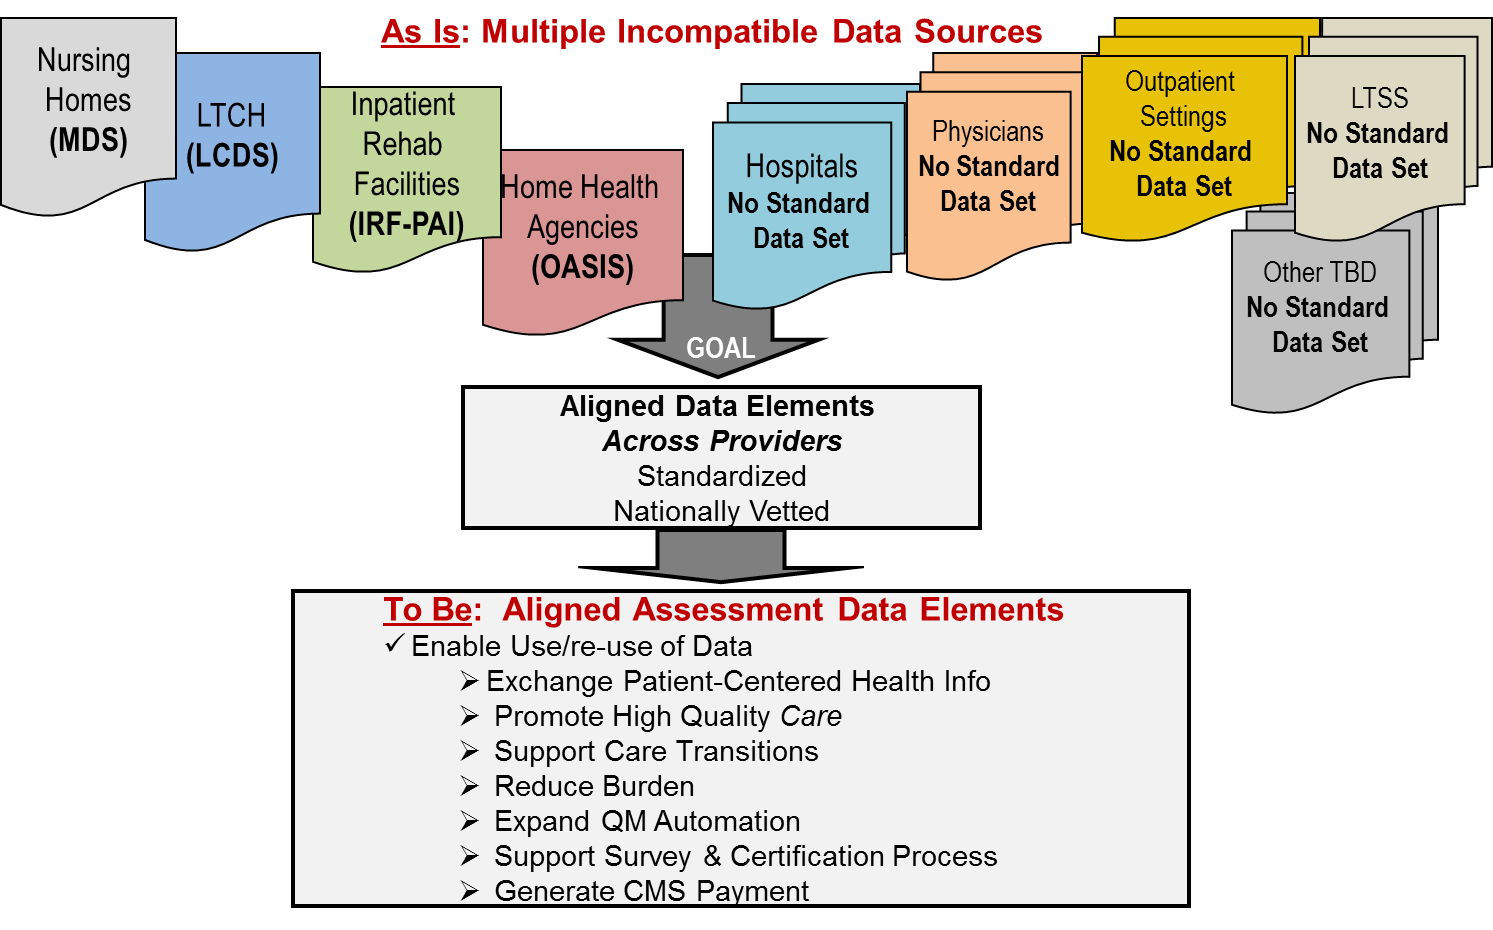 As Is: Multiple Incompatible Data Sources
Nursing
Homes
(MDS)
LTCH
(LCDS)
Inpatient
Rehab
Facilities
(IRF-PAI)
Home Health
Agencies
(OASIS)
Hospitals
No Standard
Data Set
Physicians
No Standard
Data Set
Outpatient
Settings
No Standard
Data Set
LTSS
No Standard
Data Set
Other TBD
No Standard
Data Set
GOAL
Aligned Data Elements
Across Providers
Standardized
Nationally Vetted
To Be: Aligned Assessment Data Elements
✓ Enable Use/re-use of Data
➢ Exchange Patient-Centered Health Info
➢ Promote High Quality Care
➢ Support Care Transitions
➢ Reduce Burden
➢ Expand QM Automation
➢ Support Survey & Certification Process
➢ Generate CMS Payment